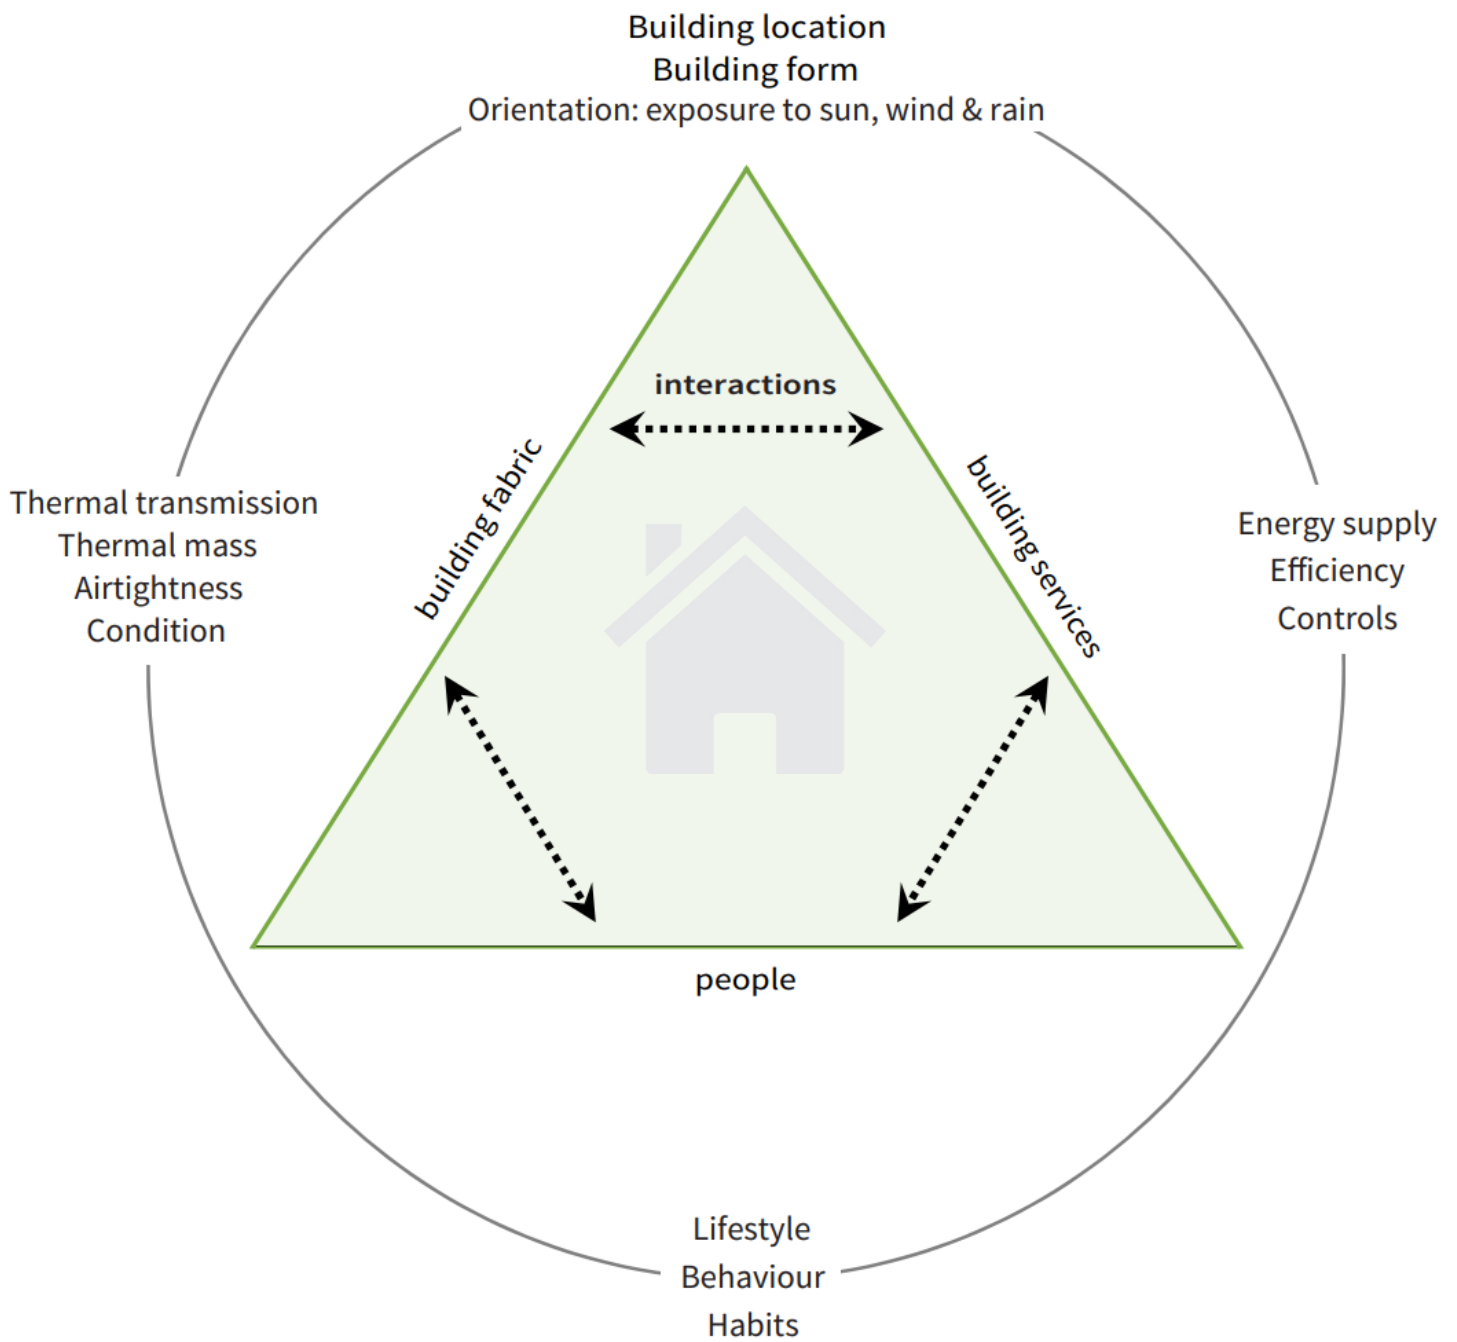 Building location
Building form
Orientation: exposure to sun, wind & rain
interactions
building fabric
building services
Thermal transmission
Thermal mass
Airtightness
Condition
Energy supply
Efficiency
Controls
people
Lifestyle
Behaviour
Habits